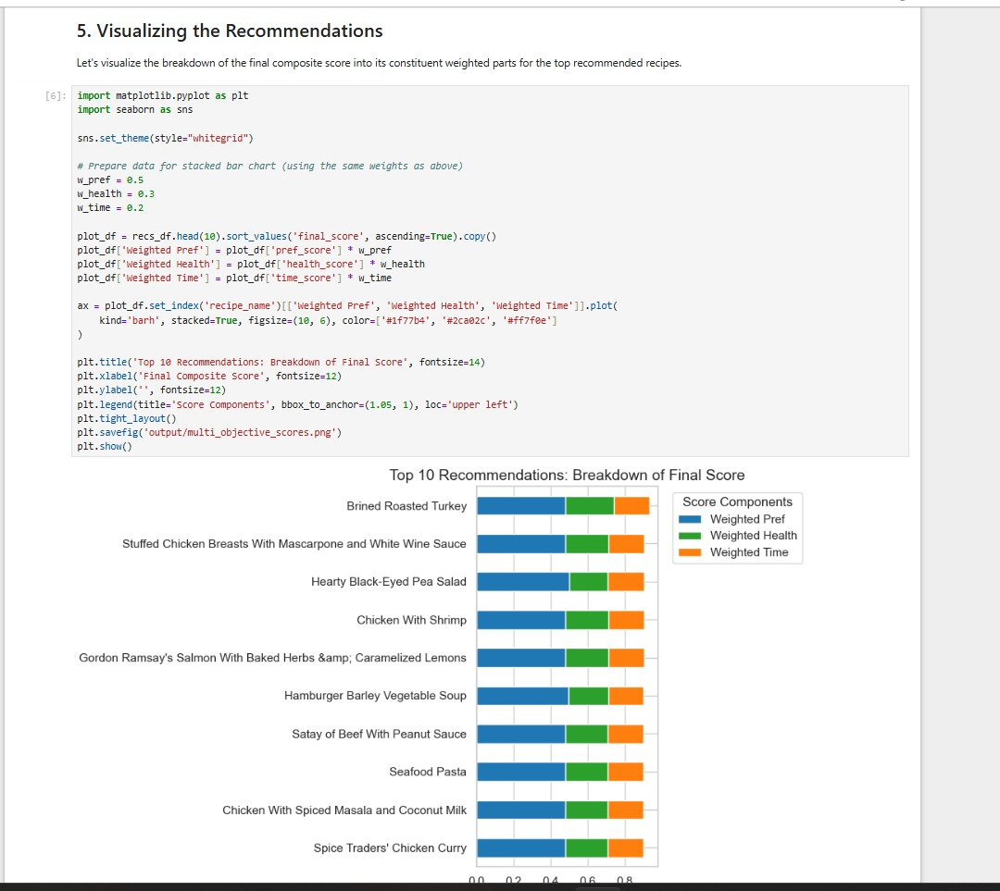 5. Visualizing the Recommendations
Let's visualize the breakdown of the final composite score into its constituent weighted parts for the top recommended recipes.
[6]:
import matplotlib.pyplot as plt
import seaborn as sns
sns.set_theme(style="whitegrid")
# Prepare data for stacked bar chart (using the same weights as above)
w_pref = 0.5
w_health = 0.3
w_time = 0.2
plot_df = recs_df.head(10).sort_values('final_score', ascending=True).copy()
plot_df['Weighted Pref'] = plot_df['pref_score'] * w_pref
plot_df['Weighted Health'] = plot_df['health_score'] * w_health
plot_df['Weighted Time'] = plot_df['time_score'] * w_time
ax = plot_df.set_index('recipe_name')[['Weighted Pref', 'Weighted Health', 'Weighted Time']].plot(
    kind='barh', stacked=True, figsize=(10, 6), color=['#1f77b4', '#2ca02c', '#ff7f0e']
)
plt.title('Top 10 Recommendations: Breakdown of Final Score', fontsize=14)
plt.xlabel('Final Composite Score', fontsize=12)
plt.ylabel('', fontsize=12)
plt.legend(title='Score Components', bbox_to_anchor=(1.05, 1), loc='upper left')
plt.tight_layout()
plt.savefig('output/multi_objective_scores.png')
plt.show()
Top 10 Recommendations: Breakdown of Final Score
Score Components
Weighted Pref
Weighted Health
Weighted Time
Brined Roasted Turkey
Stuffed Chicken Breasts With Mascarpone and White Wine Sauce
Hearty Black-Eyed Pea Salad
Chicken With Shrimp
Gordon Ramsay's Salmon With Baked Herbs &amp; Caramelized Lemons
Hamburger Barley Vegetable Soup
Satay of Beef With Peanut Sauce
Seafood Pasta
Chicken With Spiced Masala and Coconut Milk
Spice Traders' Chicken Curry
0.0 0.2 0.4 0.6 0.8